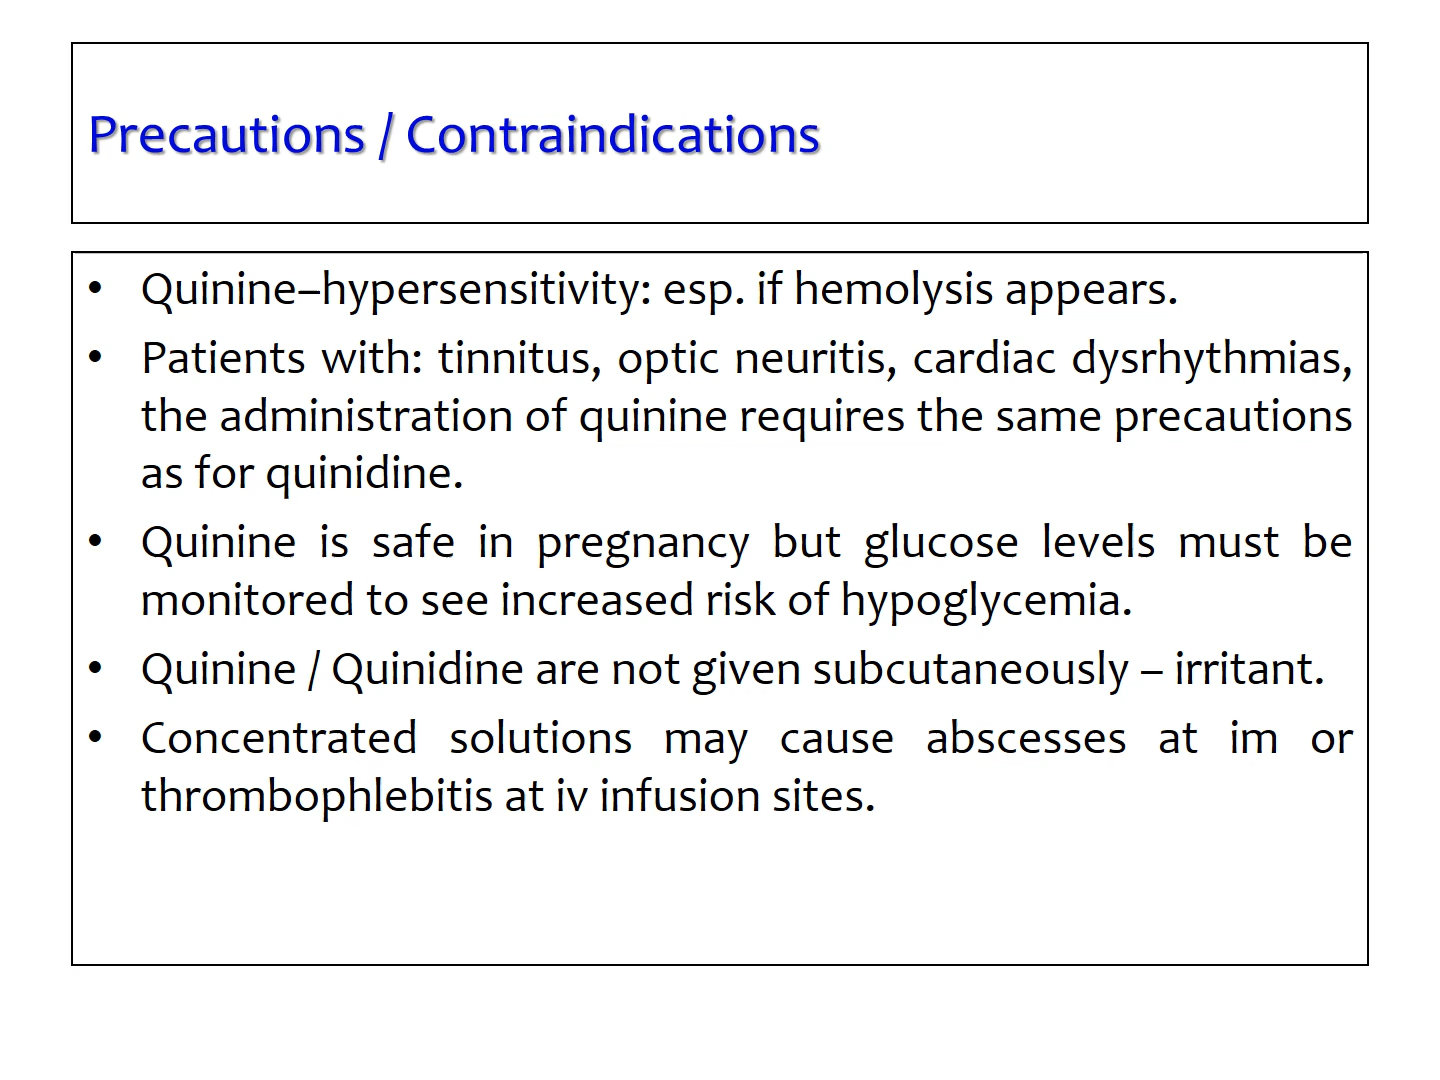 Precautions / Contraindications
• Quinine–hypersensitivity: esp. if hemolysis appears.
• Patients with: tinnitus, optic neuritis, cardiac dysrhythmias,
the administration of quinine requires the same precautions
as for quinidine.
• Quinine is safe in pregnancy but glucose levels must be
monitored to see increased risk of hypoglycemia.
• Quinine / Quinidine are not given subcutaneously – irritant.
• Concentrated solutions may cause abscesses at im or
thrombophlebitis at iv infusion sites.